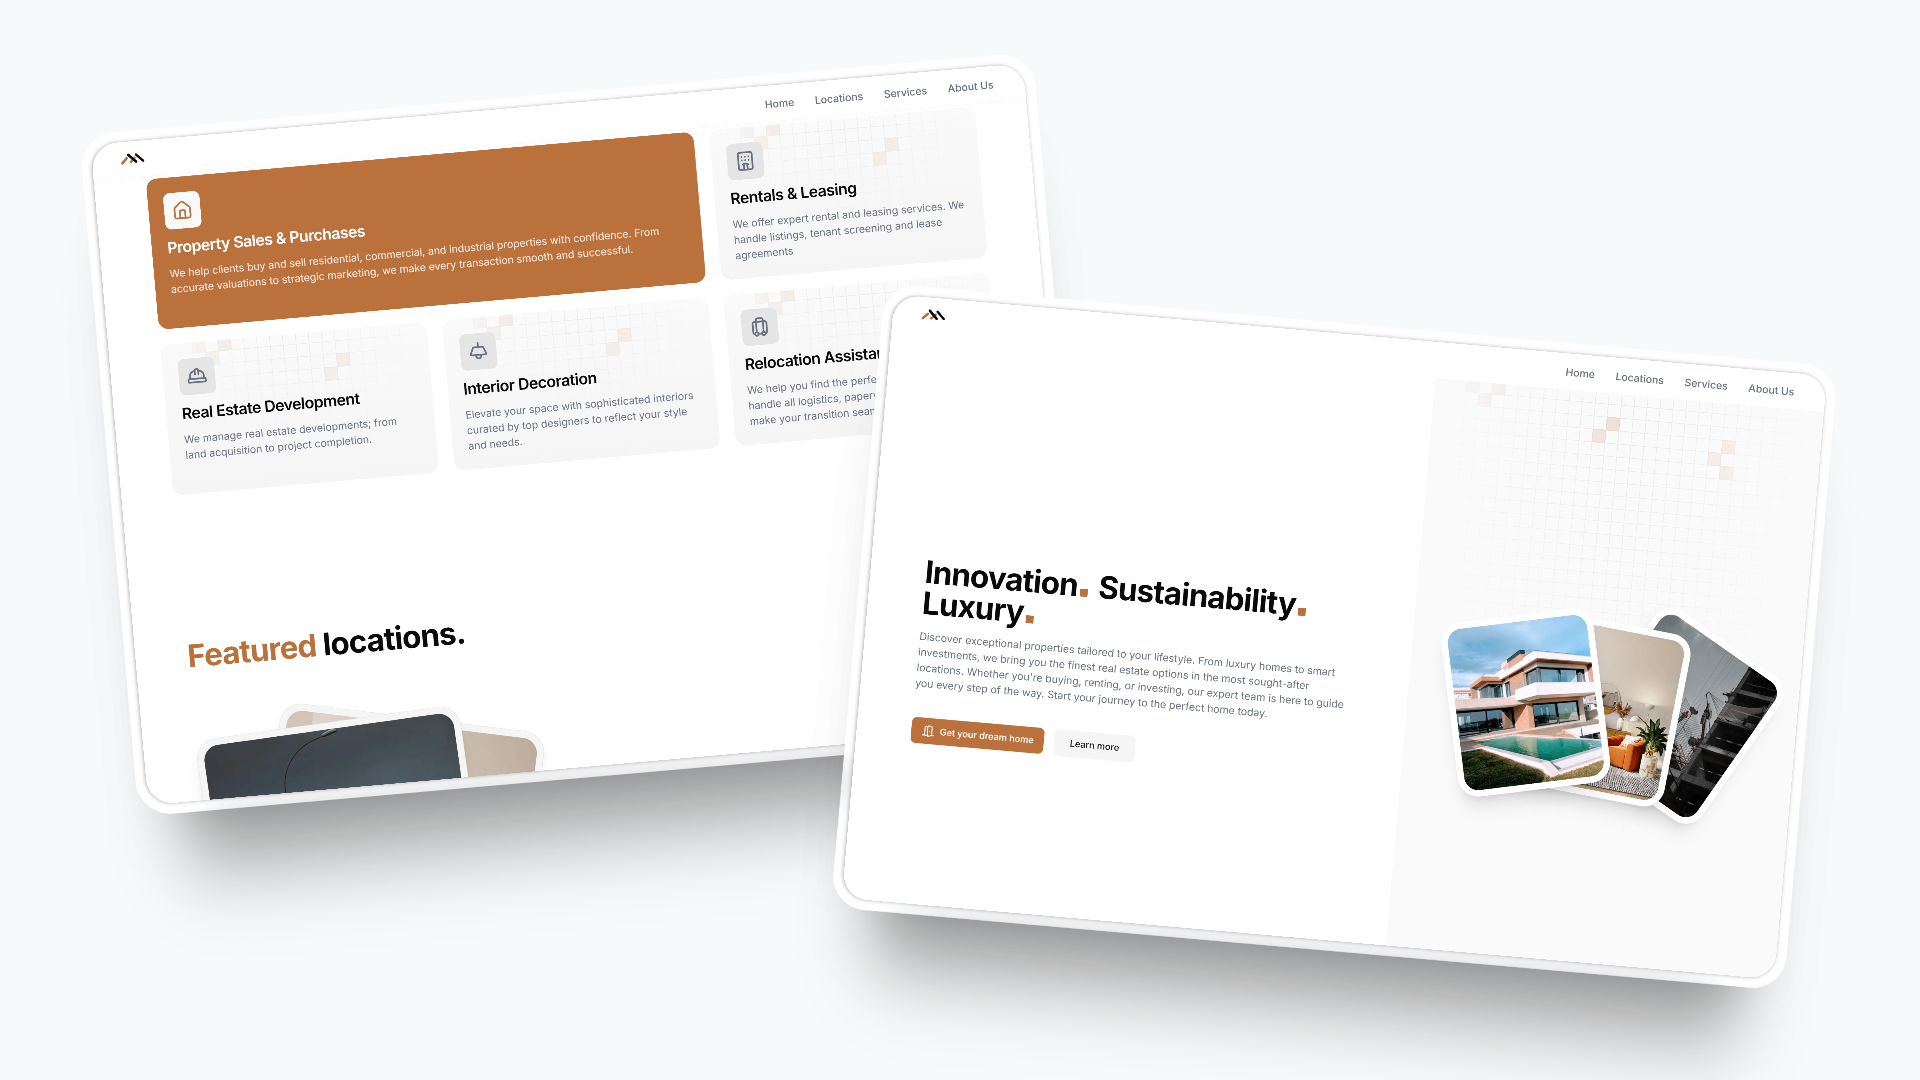 Home Locations Services About Us
Property Sales & Purchases
We help clients buy and sell residential, commercial, and industrial properties with confidence. From
accurate valuations to strategic marketing, we make every transaction smooth and successful.
Rentals & Leasing
We offer expert rental and leasing services. We
handle listings, tenant screening and lease
agreements
Real Estate Development
We manage real estate developments; from
land acquisition to project completion.
Interior Decoration
Elevate your space with sophisticated interiors
curated by top designers to reflect your style
and needs.
Relocation
We help you find the
handle all logistics,
make your transition
Featured locations.
Home Locations Services About Us
Innovation. Sustainability.
Luxury.
Discover exceptional properties tailored to your lifestyle. From luxury homes to smart
investments, we bring you the finest real estate options in the most sought-after
locations. Whether you're buying, renting, or investing, our expert team is here to guide
you every step of the way. Start your journey to the perfect home today.
Get your dream home
Learn more